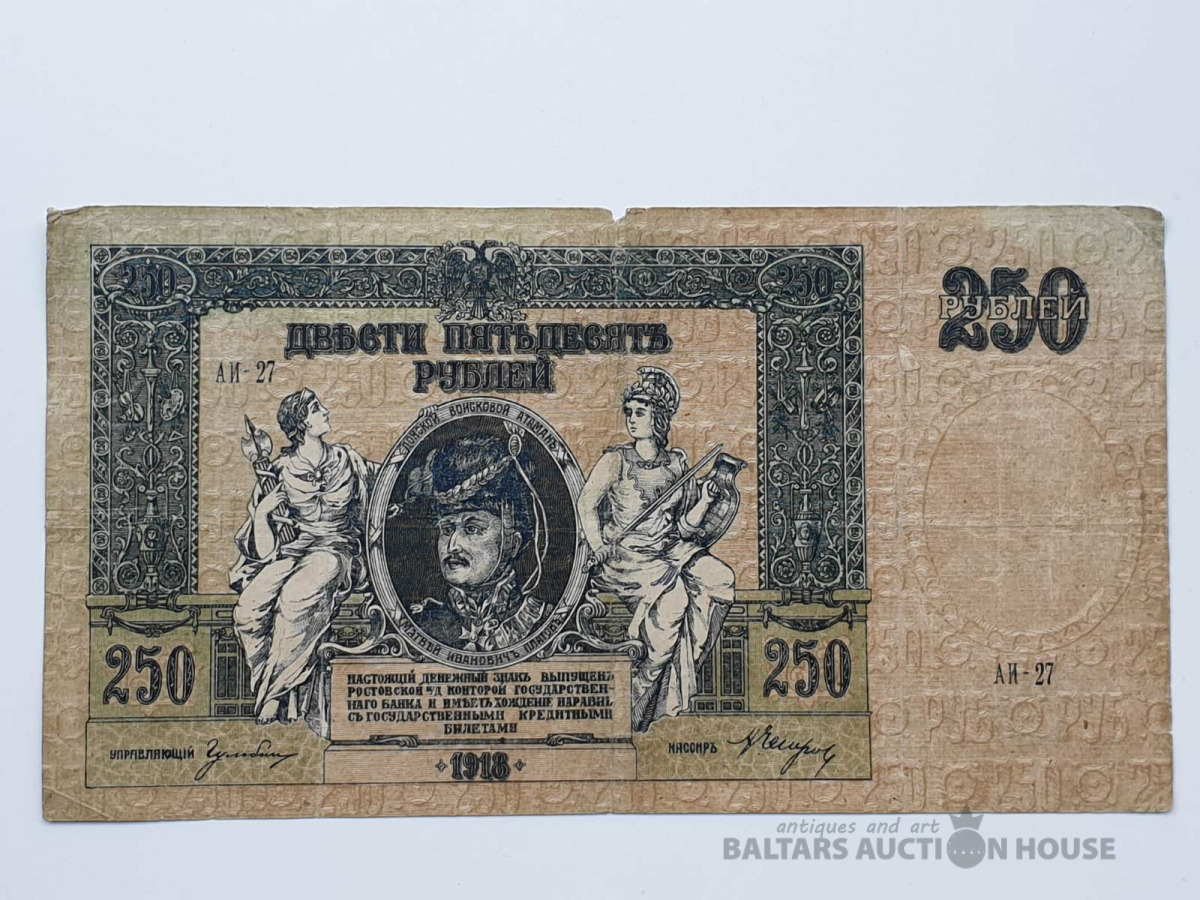 250
250
ДВѢСТИ ПЯТЬДЕСЯТЪ
РУБЛЕЙ
250
РУБЛЕЙ
АИ-27
ДОНСКОЙ ВОЙСКОВОЙ АТАМАНЪ
МАТВѢЙ ИВАНОВИЧЪ ПЛАТОВЪ
250
250
АИ-27
НАСТОЯЩІЙ ДЕНЕЖНЫЙ ЗНАКЪ ВЫПУЩЕНЪ
РОСТОВСКОЙ Н/Д КОНТОРОЙ ГОСУДАРСТВЕН-
НАГО БАНКА И ИМѢЕТЪ ХОЖДЕНІЕ НАРАВНѢ
СЪ ГОСУДАРСТВЕННЫМИ КРЕДИТНЫМИ
БИЛЕТАМИ
УПРАВЛЯЮЩІЙ
КАССИРЪ
1918
antiques and art
BALTARS AUCTION HOUSE